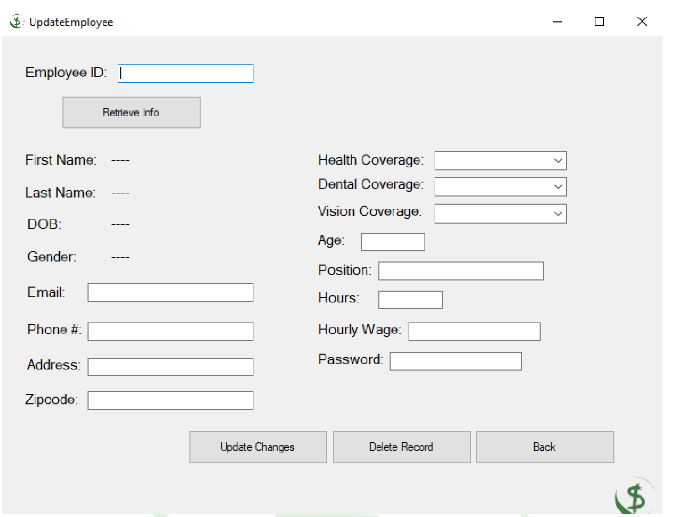 UpdateEmployee
Employee ID:
Retrieve Info
First Name: ----
Last Name: ----
DOB: ----
Gender: ----
Email:
Phone #:
Address:
Zipcode:
Health Coverage:
Dental Coverage:
Vision Coverage:
Age:
Position:
Hours:
Hourly Wage:
Password:
Update Changes
Delete Record
Back
$